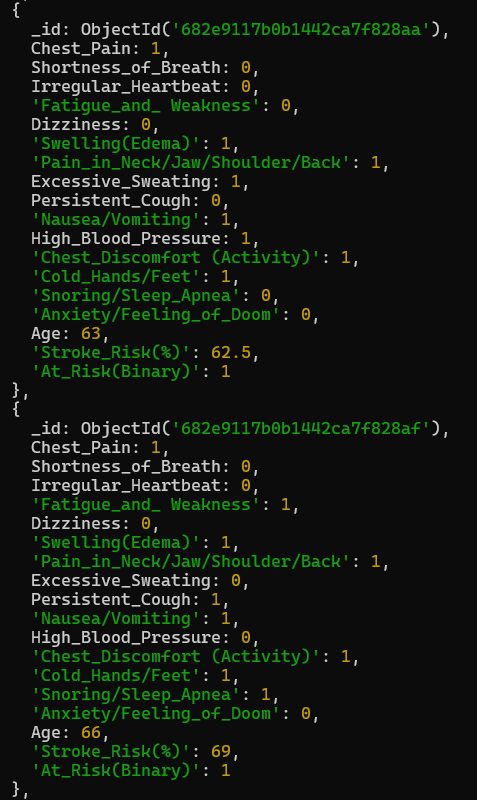 {
_id: ObjectId('682e9117b0b1442ca7f828aa'),
Chest_Pain: 1,
Shortness_of_Breath: 0,
Irregular_Heartbeat: 0,
'Fatigue_and_ Weakness': 0,
Dizziness: 0,
'Swelling(Edema)': 1,
'Pain_in_Neck/Jaw/Shoulder/Back': 1,
Excessive_Sweating: 1,
Persistent_Cough: 0,
'Nausea/Vomiting': 1,
High_Blood_Pressure: 1,
'Chest_Discomfort (Activity)': 1,
'Cold_Hands/Feet': 1,
'Snoring/Sleep_Apnea': 0,
'Anxiety/Feeling_of_Doom': 0,
Age: 63,
'Stroke_Risk(%)': 62.5,
'At_Risk(Binary)': 1
},
{
_id: ObjectId('682e9117b0b1442ca7f828af'),
Chest_Pain: 1,
Shortness_of_Breath: 0,
Irregular_Heartbeat: 0,
'Fatigue_and_ Weakness': 1,
Dizziness: 0,
'Swelling(Edema)': 1,
'Pain_in_Neck/Jaw/Shoulder/Back': 1,
Excessive_Sweating: 0,
Persistent_Cough: 1,
'Nausea/Vomiting': 1,
High_Blood_Pressure: 0,
'Chest_Discomfort (Activity)': 1,
'Cold_Hands/Feet': 1,
'Snoring/Sleep_Apnea': 1,
'Anxiety/Feeling_of_Doom': 0,
Age: 66,
'Stroke_Risk(%)': 69,
'At_Risk(Binary)': 1
},